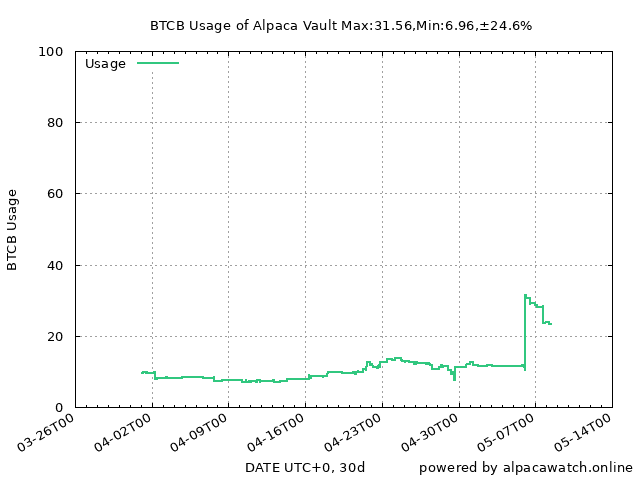 BTCB Usage of Alpaca Vault Max:31.56,Min:6.96,±24.6%
100
80
60
40
20
0
Usage
BTCB Usage
03-26T00
04-02T00
04-09T00
04-16T00
04-23T00
04-30T00
05-07T00
05-14T00
DATE UTC+0, 30d
powered by alpacawatch.online